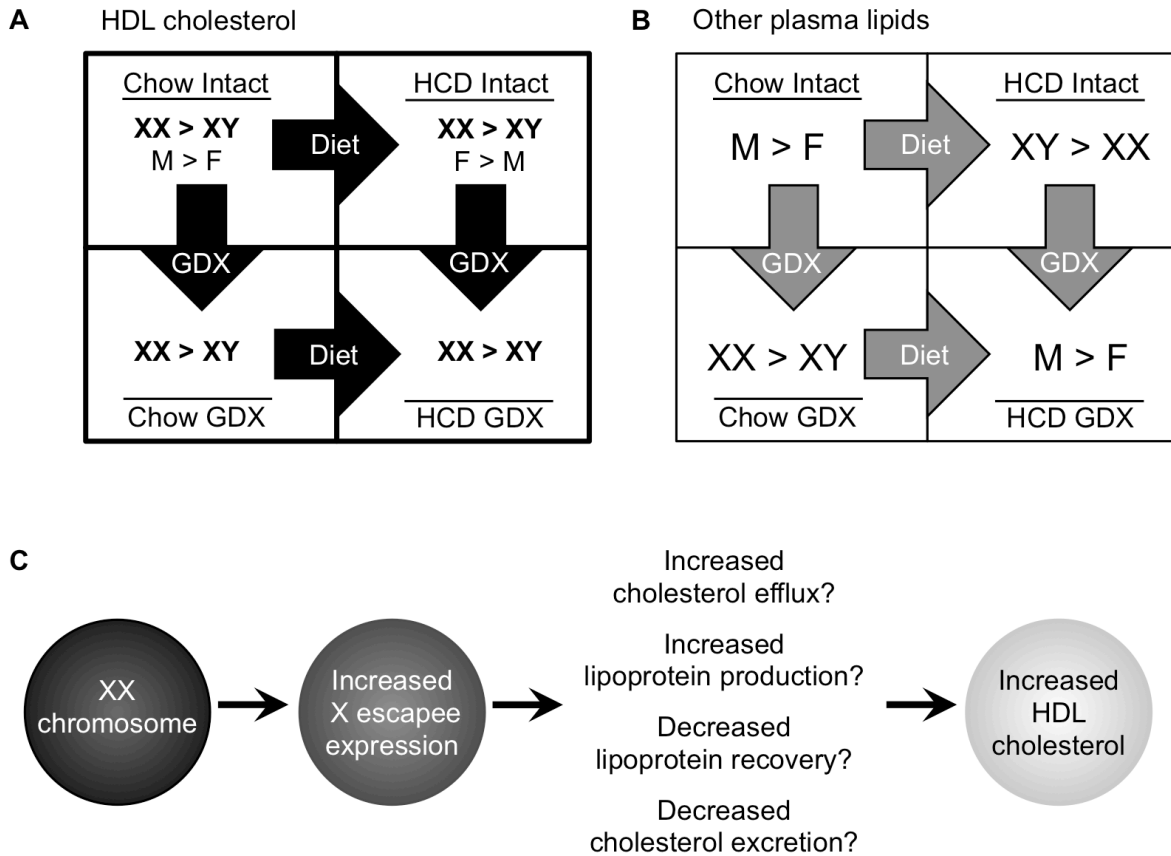 A HDL cholesterol
Chow Intact
XX > XY
M > F
Diet
HCD Intact
XX > XY
F > M
GDX
GDX
XX > XY
Chow GDX
Diet
XX > XY
HCD GDX
B Other plasma lipids
Chow Intact
M > F
Diet
HCD Intact
XY > XX
GDX
GDX
XX > XY
Chow GDX
Diet
M > F
HCD GDX
C
XX
chromosome
Increased
X escapee
expression
Increased
cholesterol efflux?
Increased
lipoprotein production?
Decreased
lipoprotein recovery?
Decreased
cholesterol excretion?
Increased
HDL
cholesterol